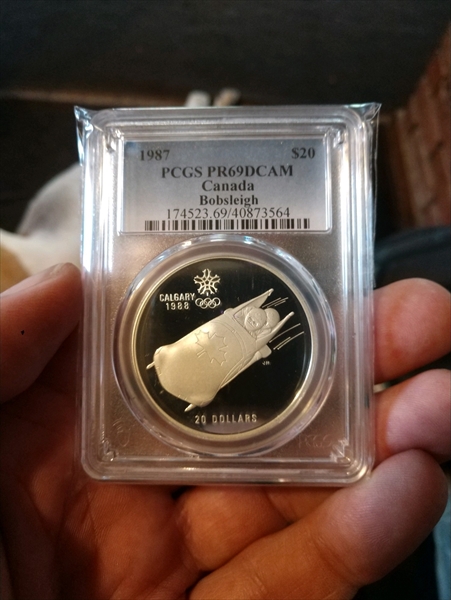 1987 $20
PCGS PR69DCAM
Canada
Bobsleigh
174523.69/40873564
CALGARY
1988
20 DOLLARS